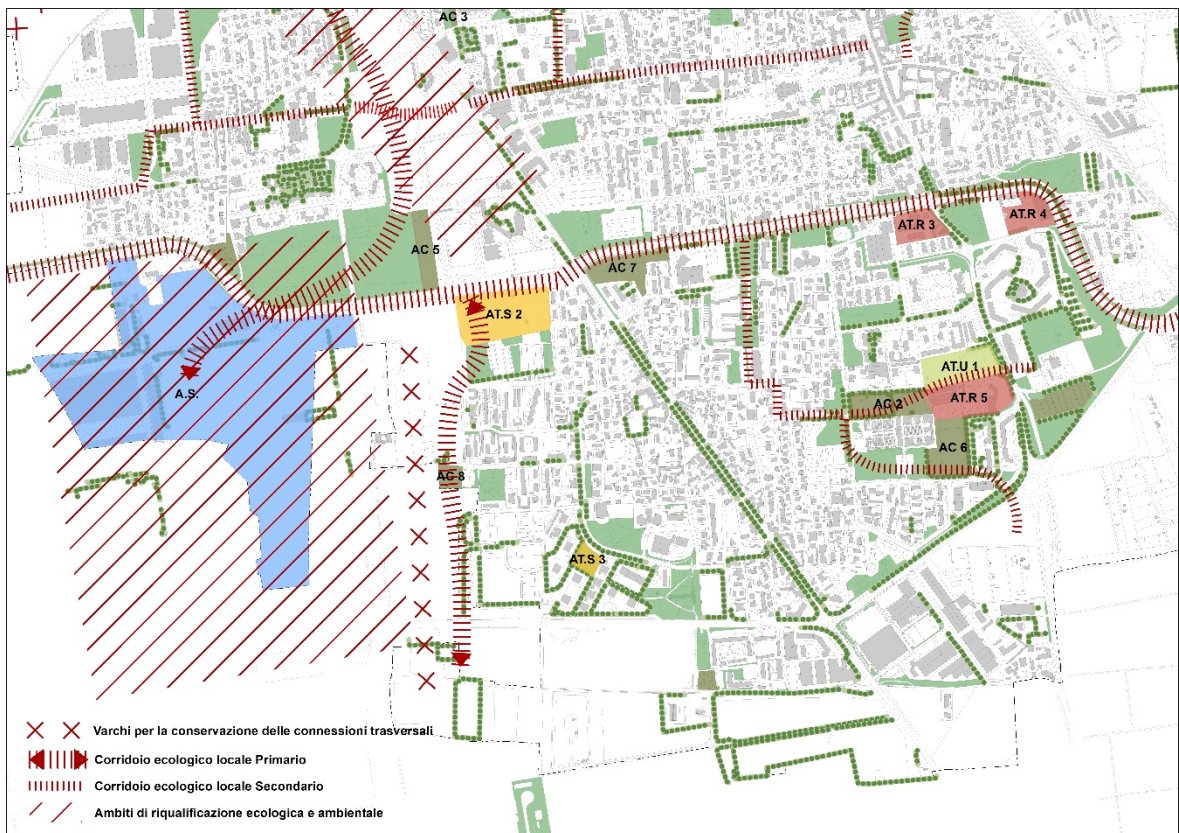 AC 3
AT.R 3
AT.R 4
AC 5
AC 7
AT.S 2
AT.U 1
A.S.
AC 2
AT.R 5
AC 6
AC 8
AT.S 3
Varchi per la conservazione delle connessioni trasversali
Corridoio ecologico locale Primario
Corridoio ecologico locale Secondario
Ambiti di riqualificazione ecologica e ambientale